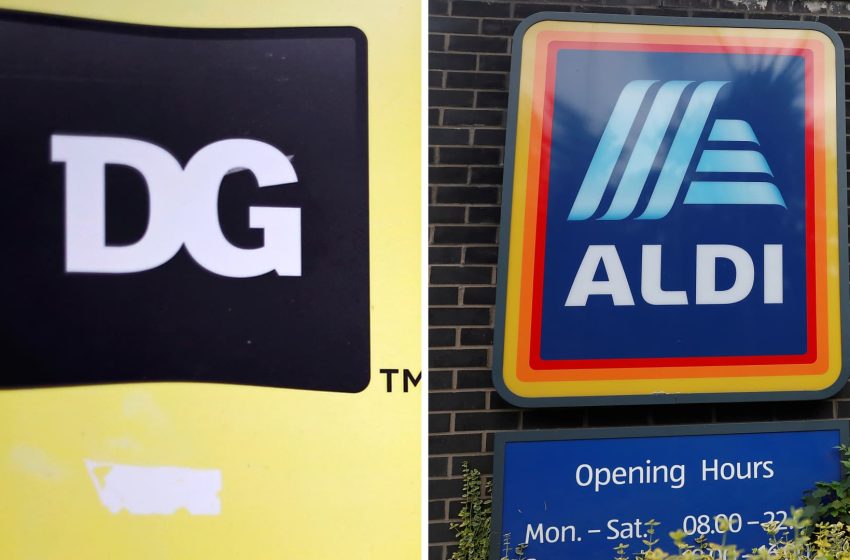 DG
TM
ALDI
Opening Hours
Mon. – Sat. 08.00 – 22.